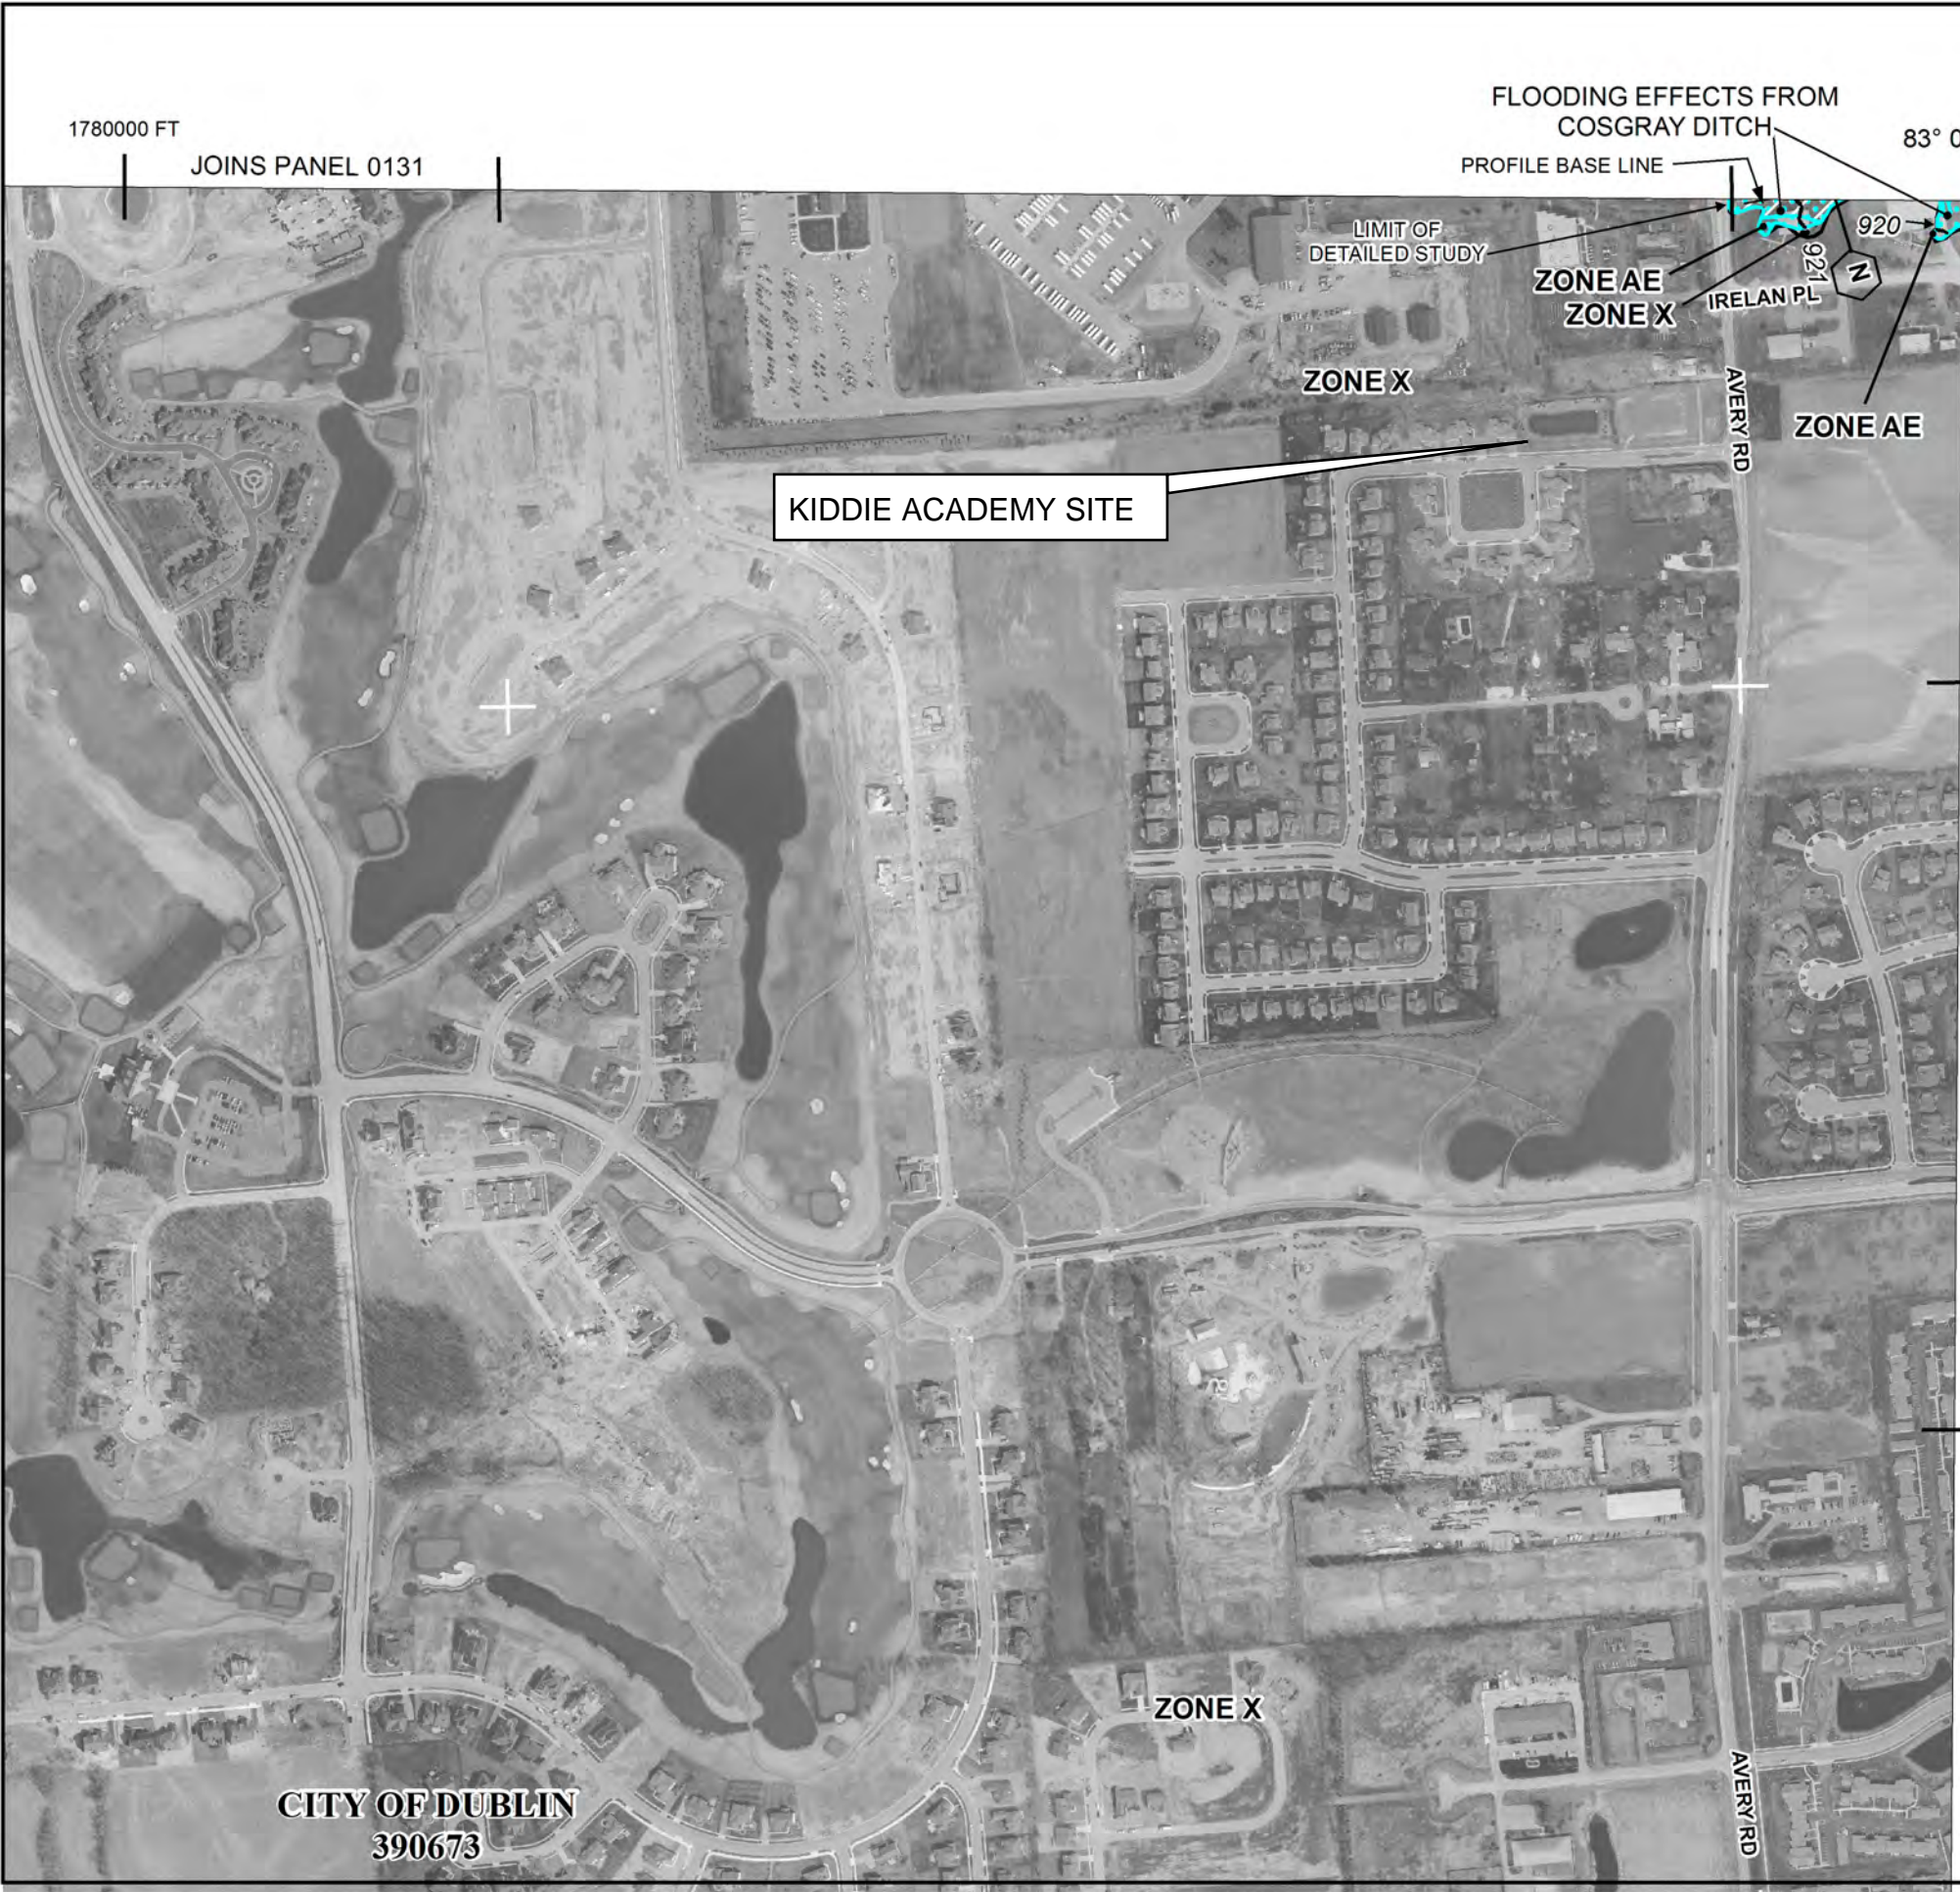 FLOODING EFFECTS FROM
COSGRAY DITCH
1780000 FT
83° 0
JOINS PANEL 0131
PROFILE BASE LINE
LIMIT OF
DETAILED STUDY
920
921
N
ZONE AE
ZONE X
IRELAN PL
ZONE X
AVERY RD
ZONE AE
KIDDIE ACADEMY SITE
ZONE X
AVERY RD
CITY OF DUBLIN
390673